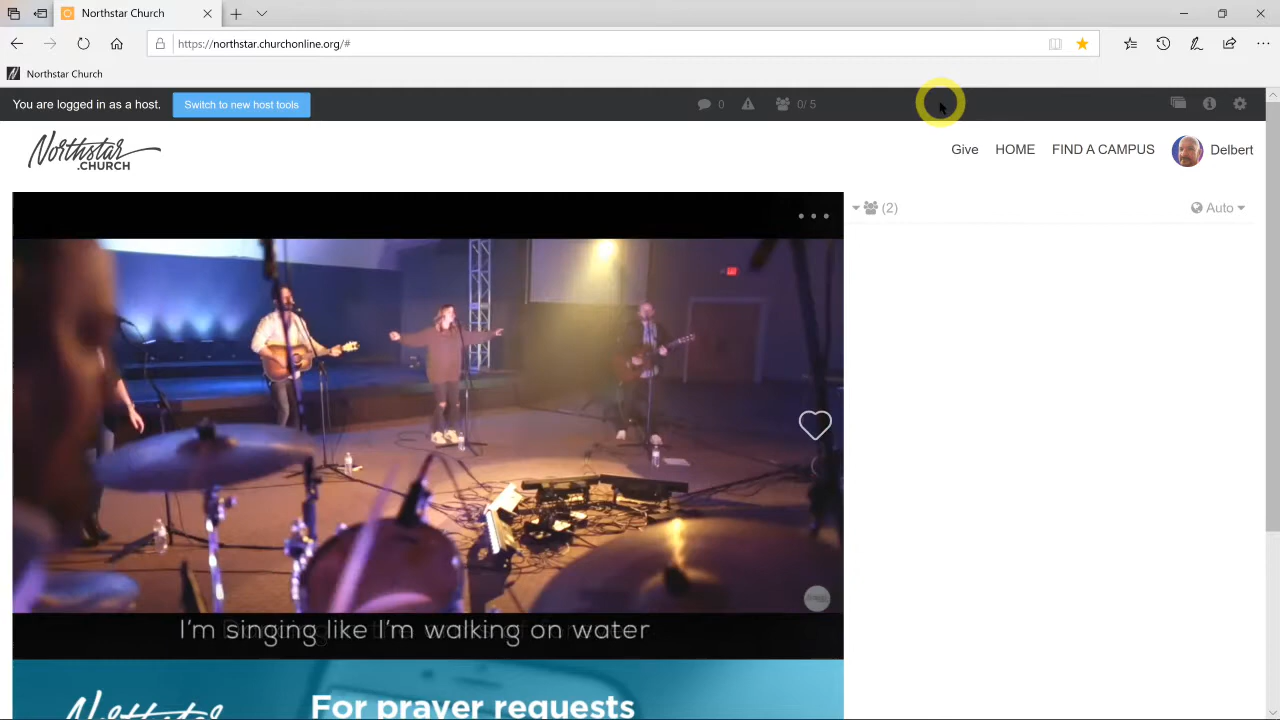 Northstar Church
https://northstar.churchonline.org/#
Northstar Church
You are logged in as a host.
Switch to new host tools
0
0/ 5
Northstar
.CHURCH
Give
HOME
FIND A CAMPUS
Delbert
(2)
Auto
I'm singing like I'm walking on water
Northstar
For prayer requests